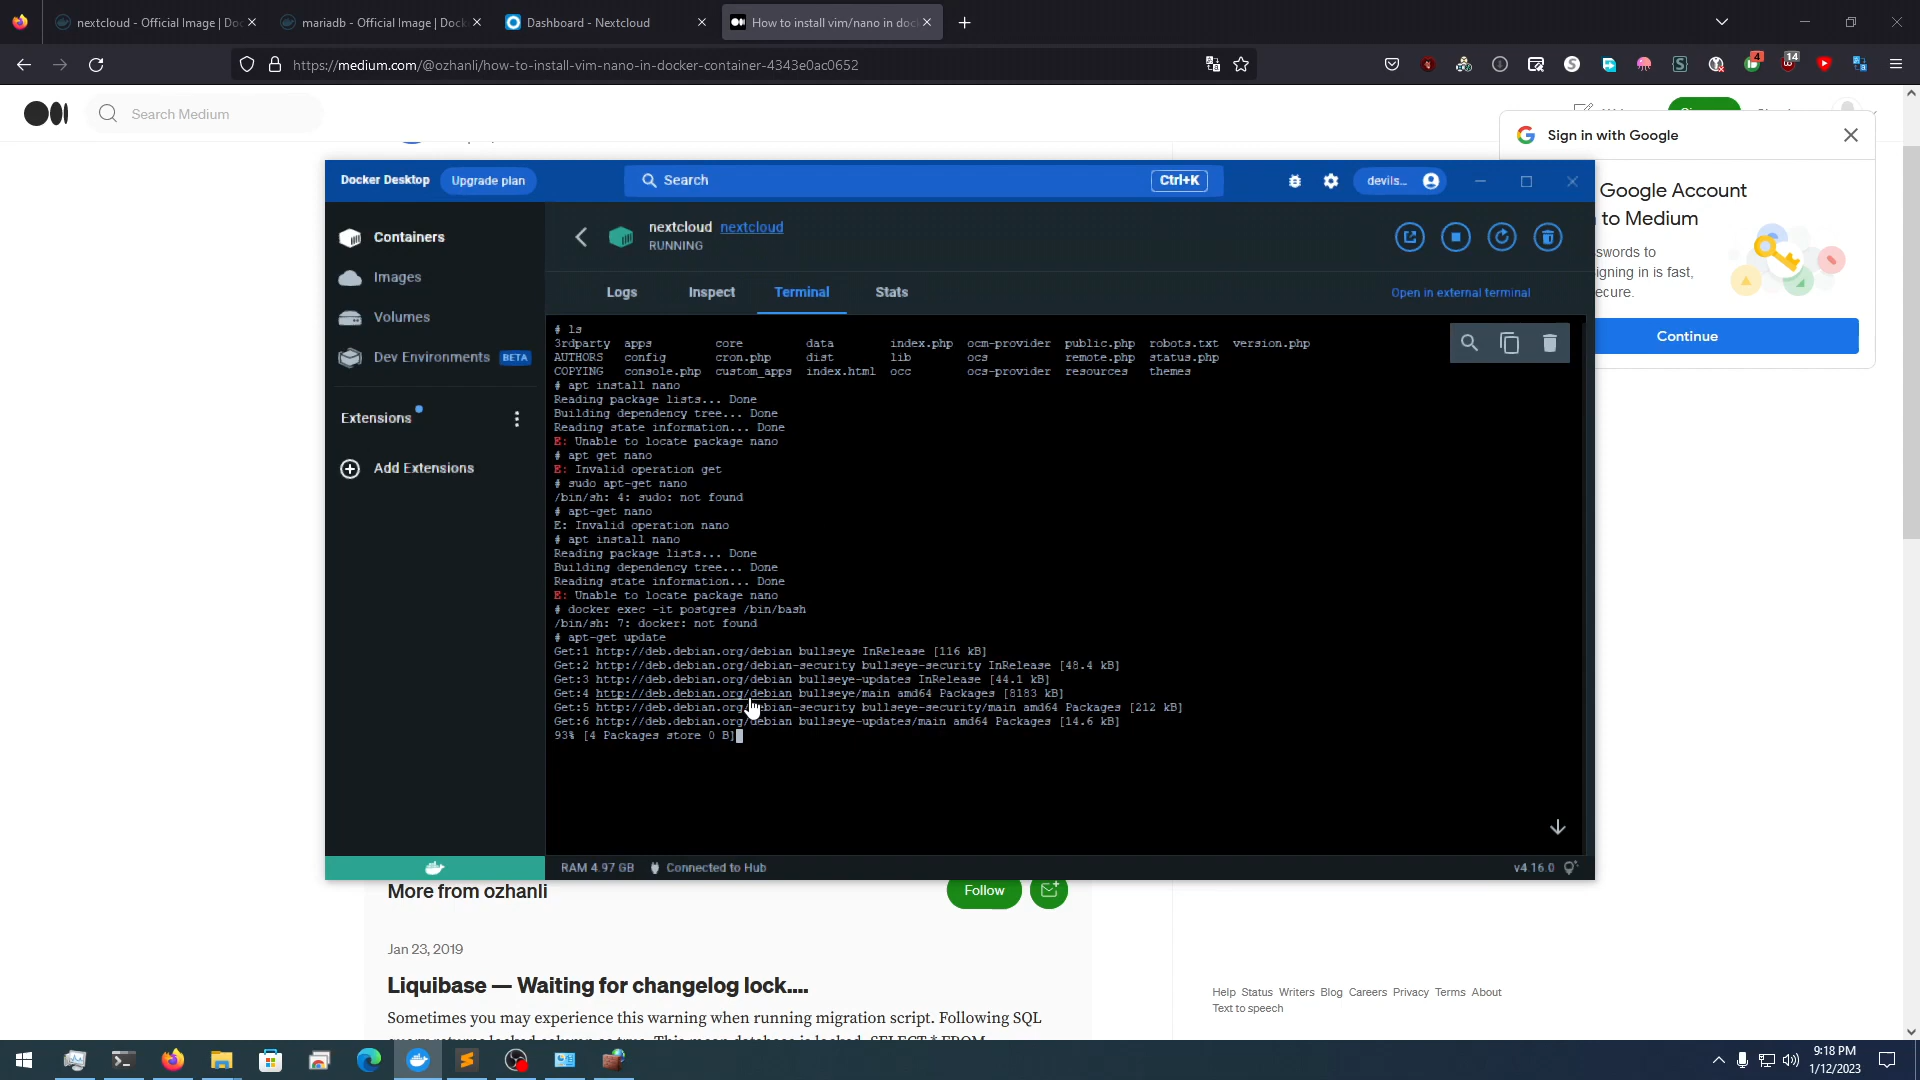 nextcloud - Official Image | Doc
mariadb - Official Image | Dock
Dashboard - Nextcloud
How to install vim/nano in doc
https://medium.com/@ozhanli/how-to-install-vim-nano-in-docker-container-4343e0ac0652
4
14
Search Medium
Sign in with Google
Google Account
to Medium
swords to
igning in is fast,
ecure.
Continue
Docker Desktop
Upgrade plan
Search
Ctrl+K
devils...
Containers
Images
Volumes
Dev Environments BETA
Extensions
Add Extensions
nextcloud nextcloud
RUNNING
Logs
Inspect
Terminal
Stats
Open in external terminal
# ls
3rdparty apps core data index.php ocm-provider public.php robots.txt version.php
AUTHORS config cron.php dist lib ocs remote.php status.php
COPYING console.php custom_apps index.html occ ocs-provider resources themes
# apt install nano
Reading package lists... Done
Building dependency tree... Done
Reading state information... Done
E: Unable to locate package nano
# apt get nano
E: Invalid operation get
# sudo apt-get nano
/bin/sh: 4: sudo: not found
# apt-get nano
E: Invalid operation nano
# apt install nano
Reading package lists... Done
Building dependency tree... Done
Reading state information... Done
E: Unable to locate package nano
# docker exec -it postgres /bin/bash
/bin/sh: 7: docker: not found
# apt-get update
Get:1 http://deb.debian.org/debian bullseye InRelease [116 kB]
Get:2 http://deb.debian.org/debian-security bullseye-security InRelease [48.4 kB]
Get:3 http://deb.debian.org/debian bullseye-updates InRelease [44.1 kB]
Get:4 http://deb.debian.org/debian bullseye/main amd64 Packages [8183 kB]
Get:5 http://deb.debian.org/debian-security bullseye-security/main amd64 Packages [212 kB]
Get:6 http://deb.debian.org/debian bullseye-updates/main amd64 Packages [14.6 kB]
93% [4 Packages store 0 B]
RAM 4.97 GB
Connected to Hub
v4.16.0
More from ozhanli
Follow
Jan 23, 2019
Liquibase — Waiting for changelog lock....
Sometimes you may experience this warning when running migration script. Following SQL
Help Status Writers Blog Careers Privacy Terms About
Text to speech
9:18 PM
1/12/2023